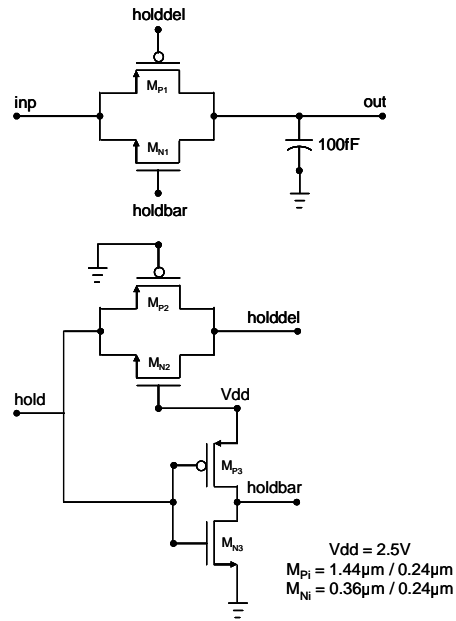 holddel
M_P1
inp
out
M_N1
100fF
holdbar
M_P2
holddel
M_N2
hold
Vdd
M_P3
holdbar
M_N3
Vdd = 2.5V
M_Pi = 1.44µm / 0.24µm
M_Ni = 0.36µm / 0.24µm